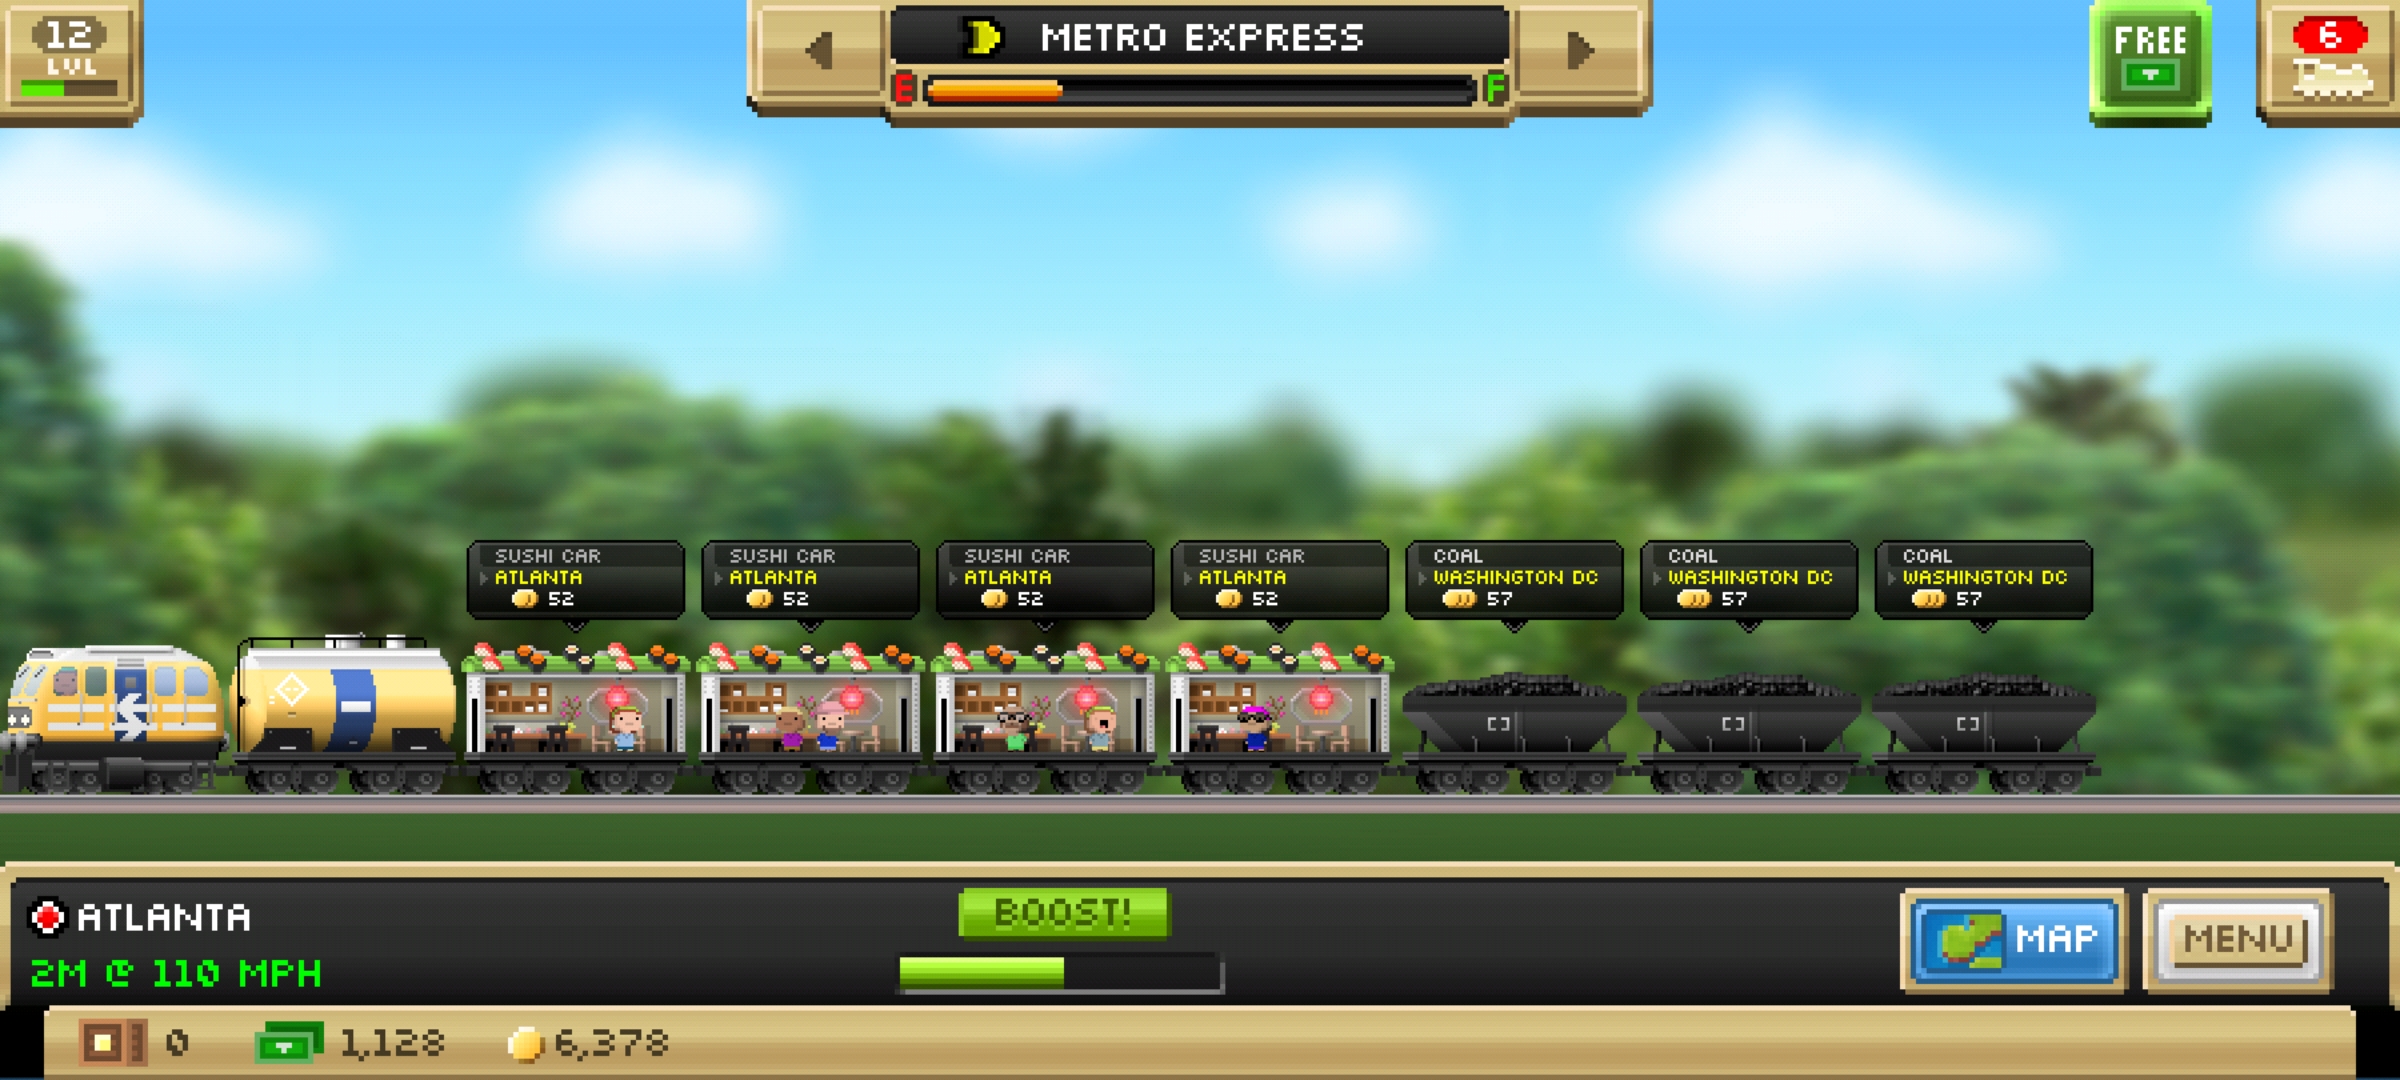 12
LVL
METRO EXPRESS
E F
FREE
6
SUSHI CAR
ATLANTA
52
SUSHI CAR
ATLANTA
52
SUSHI CAR
ATLANTA
52
SUSHI CAR
ATLANTA
52
COAL
WASHINGTON DC
57
COAL
WASHINGTON DC
57
COAL
WASHINGTON DC
57
ATLANTA
2M @ 110 MPH
BOOST!
MAP
MENU
0
1,128
6,378